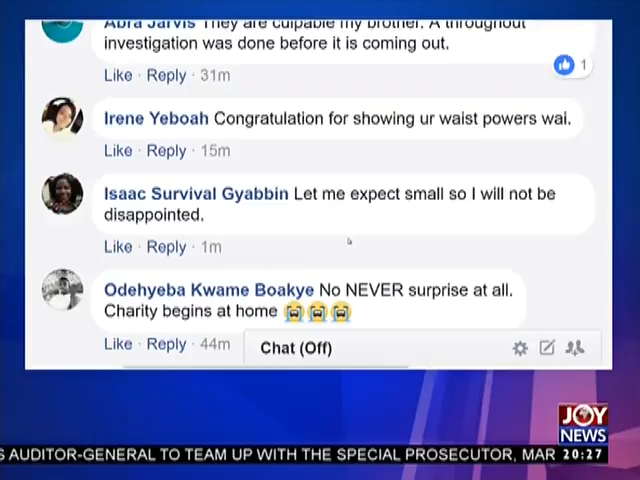 Abra Jarvis They are culpable my brother. A throughout
investigation was done before it is coming out.
Like · Reply · 31m
1
Irene Yeboah Congratulation for showing ur waist powers wai.
Like · Reply · 15m
Isaac Survival Gyabbin Let me expect small so I will not be
disappointed.
Like · Reply · 1m
Odehyeba Kwame Boakye No NEVER surprise at all.
Charity begins at home 😭😭😭
Like · Reply · 44m
Chat (Off)
JOY
NEWS
S AUDITOR-GENERAL TO TEAM UP WITH THE SPECIAL PROSECUTOR, MAR
20:27